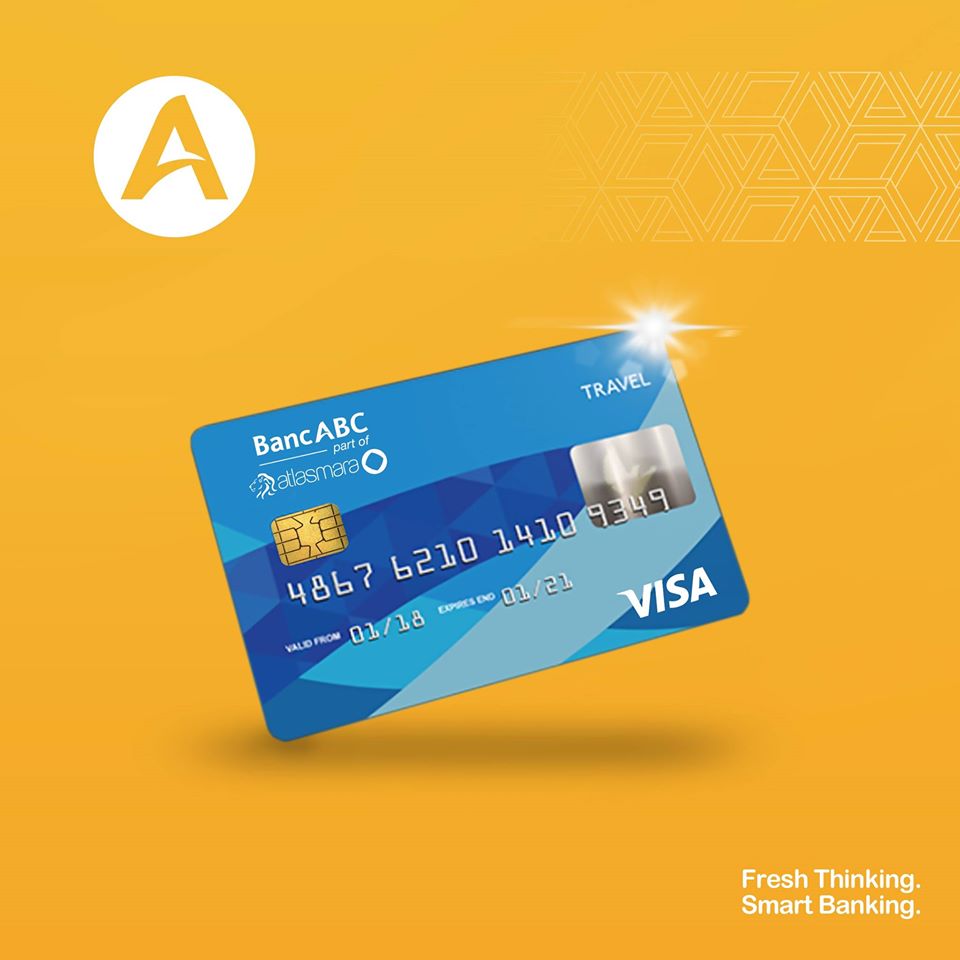 A
TRAVEL
BancABC
part of
atlasmara
4867 6210 1410 9349
VALID FROM 01/18 EXPIRES END 01/21
VISA
Fresh Thinking.
Smart Banking.